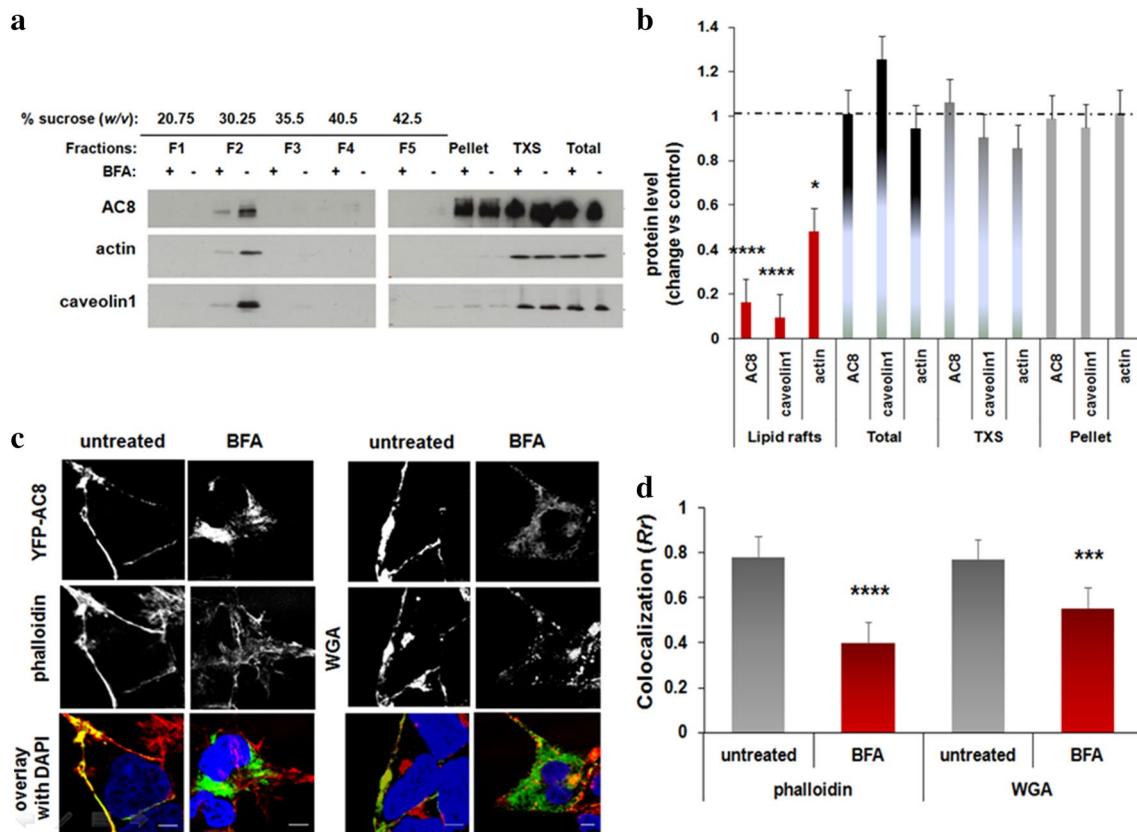 a
% sucrose (w/v): 20.75 30.25 35.5 40.5 42.5
Fractions: F1 F2 F3 F4 F5 Pellet TXS Total
BFA: + - + - + - + - + - + - + - + -
AC8
actin
caveolin1
b
protein level
(change vs control)
1.4
1.2
1
0.8
0.6
0.4
0.2
0
**** **** *
AC8 caveolin1 actin AC8 caveolin1 actin AC8 caveolin1 actin AC8 caveolin1 actin
Lipid rafts Total TXS Pellet
c
untreated BFA untreated BFA
YFP-AC8
phalloidin
WGA
overlay
with DAPI
d
Colocalization (Rr)
1
0.8
0.6
0.4
0.2
0
**** ***
untreated BFA untreated BFA
phalloidin WGA